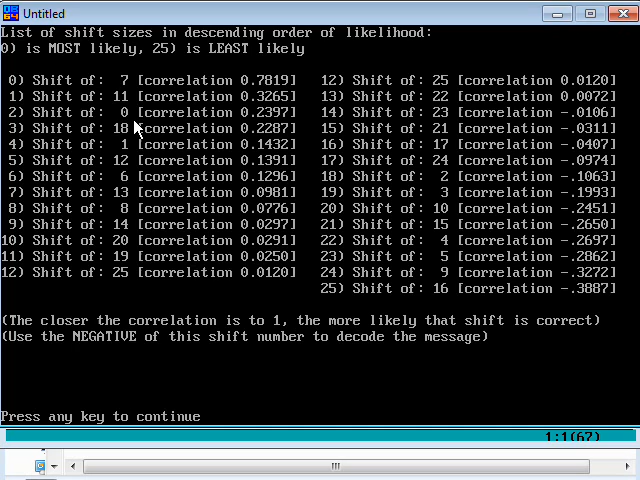 Untitled
List of shift sizes in descending order of likelihood:
0) is MOST likely, 25) is LEAST likely
0) Shift of: 7 [correlation 0.7819] 12) Shift of: 25 [correlation 0.0120]
1) Shift of: 11 [correlation 0.3265] 13) Shift of: 22 [correlation 0.0072]
2) Shift of: 0 [correlation 0.2397] 14) Shift of: 23 [correlation -.0106]
3) Shift of: 18 [correlation 0.2287] 15) Shift of: 21 [correlation -.0311]
4) Shift of: 1 [correlation 0.1432] 16) Shift of: 17 [correlation -.0407]
5) Shift of: 12 [correlation 0.1391] 17) Shift of: 24 [correlation -.0974]
6) Shift of: 6 [correlation 0.1296] 18) Shift of: 2 [correlation -.1063]
7) Shift of: 13 [correlation 0.0981] 19) Shift of: 3 [correlation -.1993]
8) Shift of: 8 [correlation 0.0776] 20) Shift of: 10 [correlation -.2451]
9) Shift of: 14 [correlation 0.0297] 21) Shift of: 15 [correlation -.2650]
10) Shift of: 20 [correlation 0.0291] 22) Shift of: 4 [correlation -.2697]
11) Shift of: 19 [correlation 0.0250] 23) Shift of: 5 [correlation -.2862]
12) Shift of: 25 [correlation 0.0120] 24) Shift of: 9 [correlation -.3272]
25) Shift of: 16 [correlation -.3887]
(The closer the correlation is to 1, the more likely that shift is correct)
(Use the NEGATIVE of this shift number to decode the message)
Press any key to continue
1:1(67)